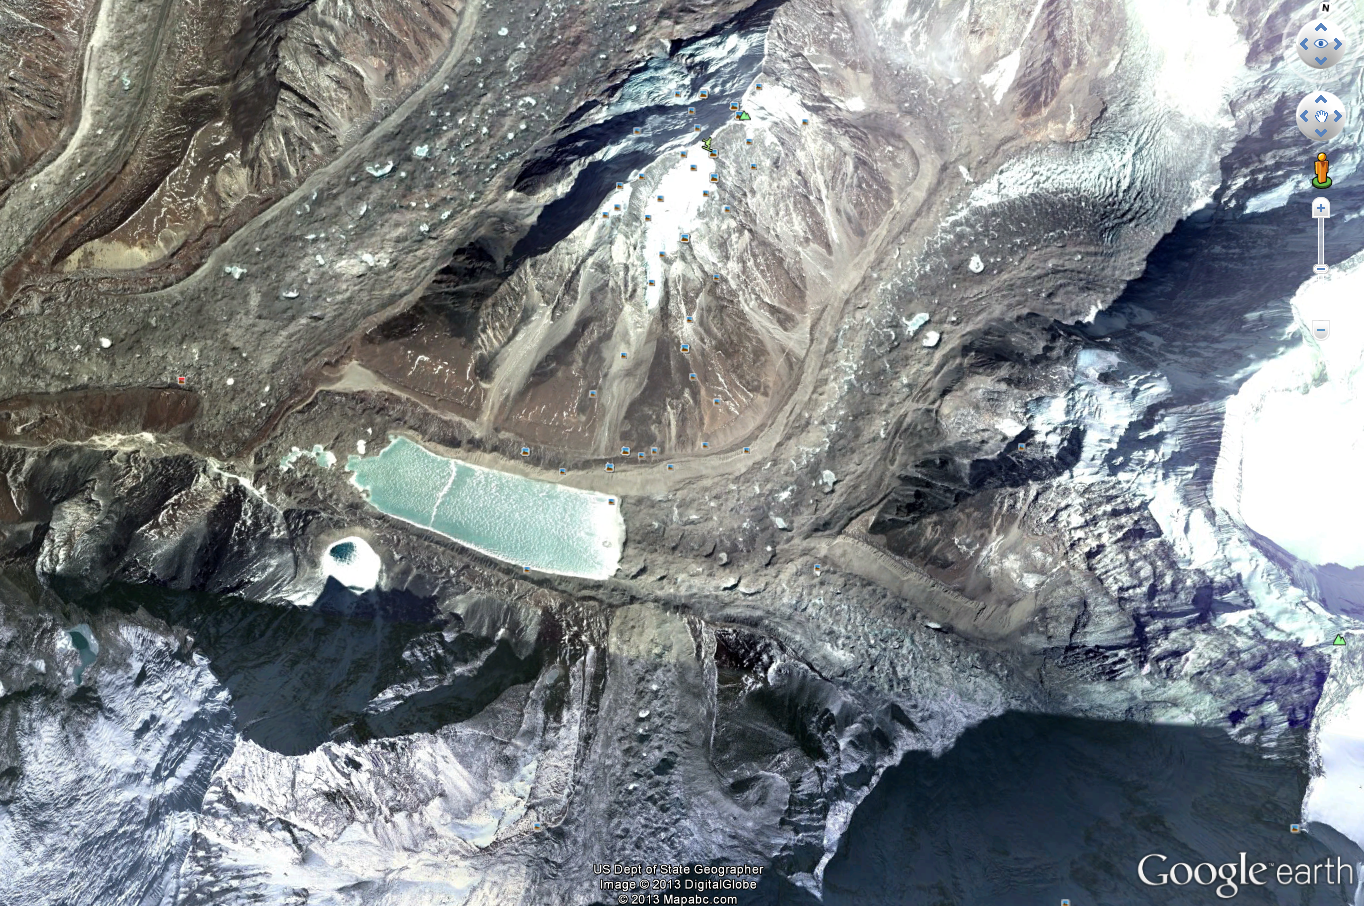 N
US Dept of State Geographer
Image © 2013 DigitalGlobe
© 2013 Mapabc.com
Google earth